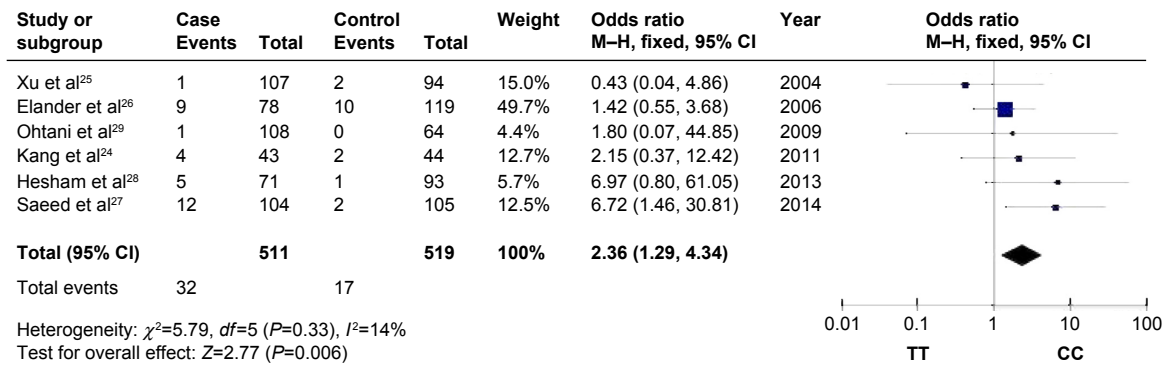 Study or subgroup Case Events Total Control Events Total Weight Odds ratio M–H, fixed, 95% CI Year Odds ratio M–H, fixed, 95% CI
Xu et al²⁵ 1 107 2 94 15.0% 0.43 (0.04, 4.86) 2004
Elander et al²⁶ 9 78 10 119 49.7% 1.42 (0.55, 3.68) 2006
Ohtani et al²⁹ 1 108 0 64 4.4% 1.80 (0.07, 44.85) 2009
Kang et al²⁴ 4 43 2 44 12.7% 2.15 (0.37, 12.42) 2011
Hesham et al²⁸ 5 71 1 93 5.7% 6.97 (0.80, 61.05) 2013
Saeed et al²⁷ 12 104 2 105 12.5% 6.72 (1.46, 30.81) 2014
Total (95% CI) 511 519 100% 2.36 (1.29, 4.34)
Total events 32 17
Heterogeneity: χ²=5.79, df=5 (P=0.33), I²=14%
Test for overall effect: Z=2.77 (P=0.006)
0.01 0.1 1 10 100
TT CC